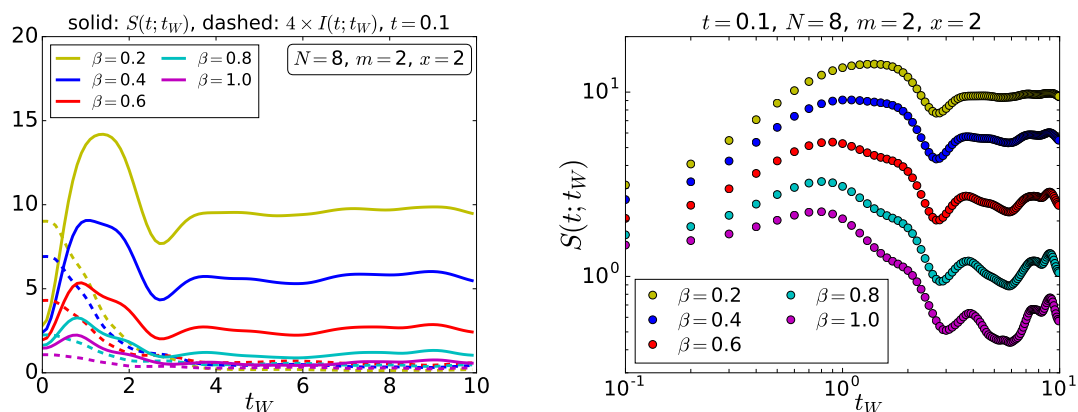 solid: S(t;t_W), dashed: 4 × I(t;t_W), t=0.1
20
15
10
5
0
β=0.2
β=0.4
β=0.6
β=0.8
β=1.0
N=8, m=2, x=2
0 2 4 6 8 10
t_W
t=0.1, N=8, m=2, x=2
S(t;t_W)
10^1
10^0
β=0.2
β=0.4
β=0.6
β=0.8
β=1.0
10^-1 10^0 10^1
t_W